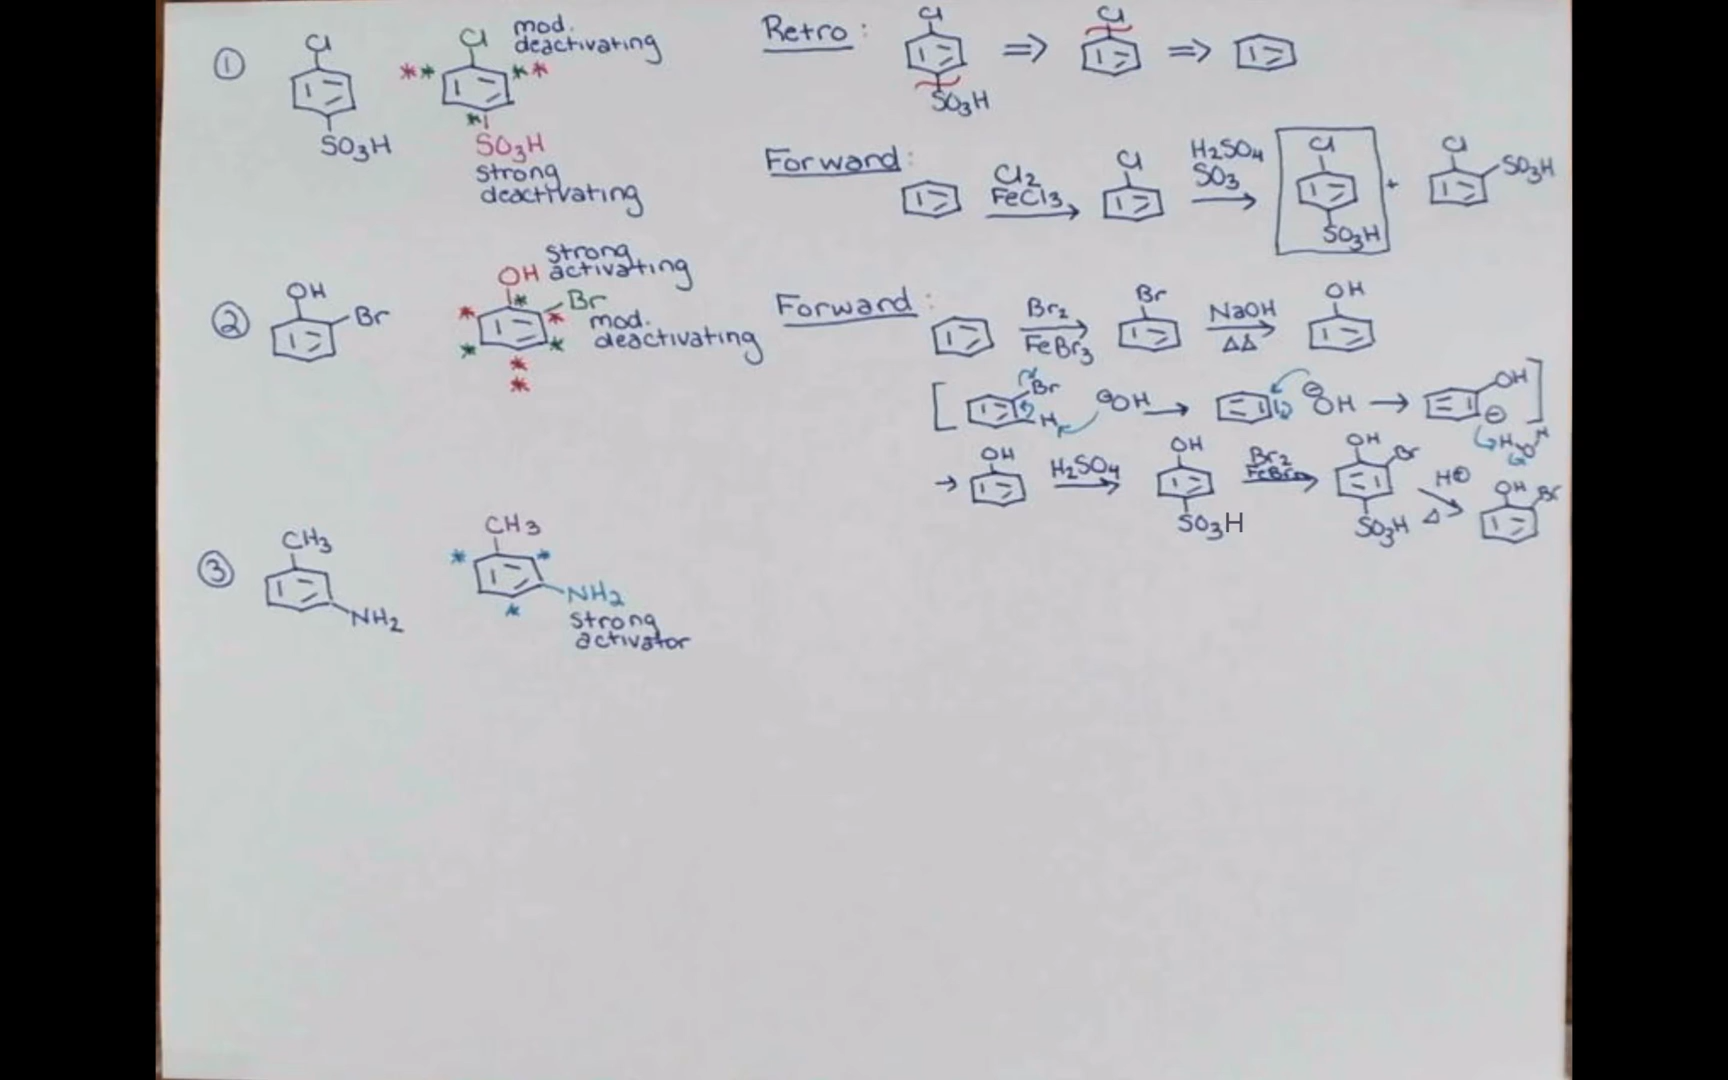 ① Cl
SO3H
Cl mod.
deactivating
** **
*
SO3H
strong
deactivating
Retro: Cl ⇒ Cl ⇒
SO3H
Forward:
Cl2
FeCl3
Cl
H2SO4
SO3
Cl
SO3H
+
Cl
SO3H
② OH
Br
strong
OH activating
Br
mod.
deactivating
* * * * * * *
Forward:
Br2
FeBr3
Br
NaOH
ΔΔ
OH
[ Br
H
⊖OH → ⊖OH → OH
⊖ ]
H O H
→ OH
H2SO4
OH
SO3H
Br2
FeBr3
OH
Br
SO3H
H⊕
Δ
OH Br
③ CH3
NH2
CH3
* *
*
NH2
strong
activator